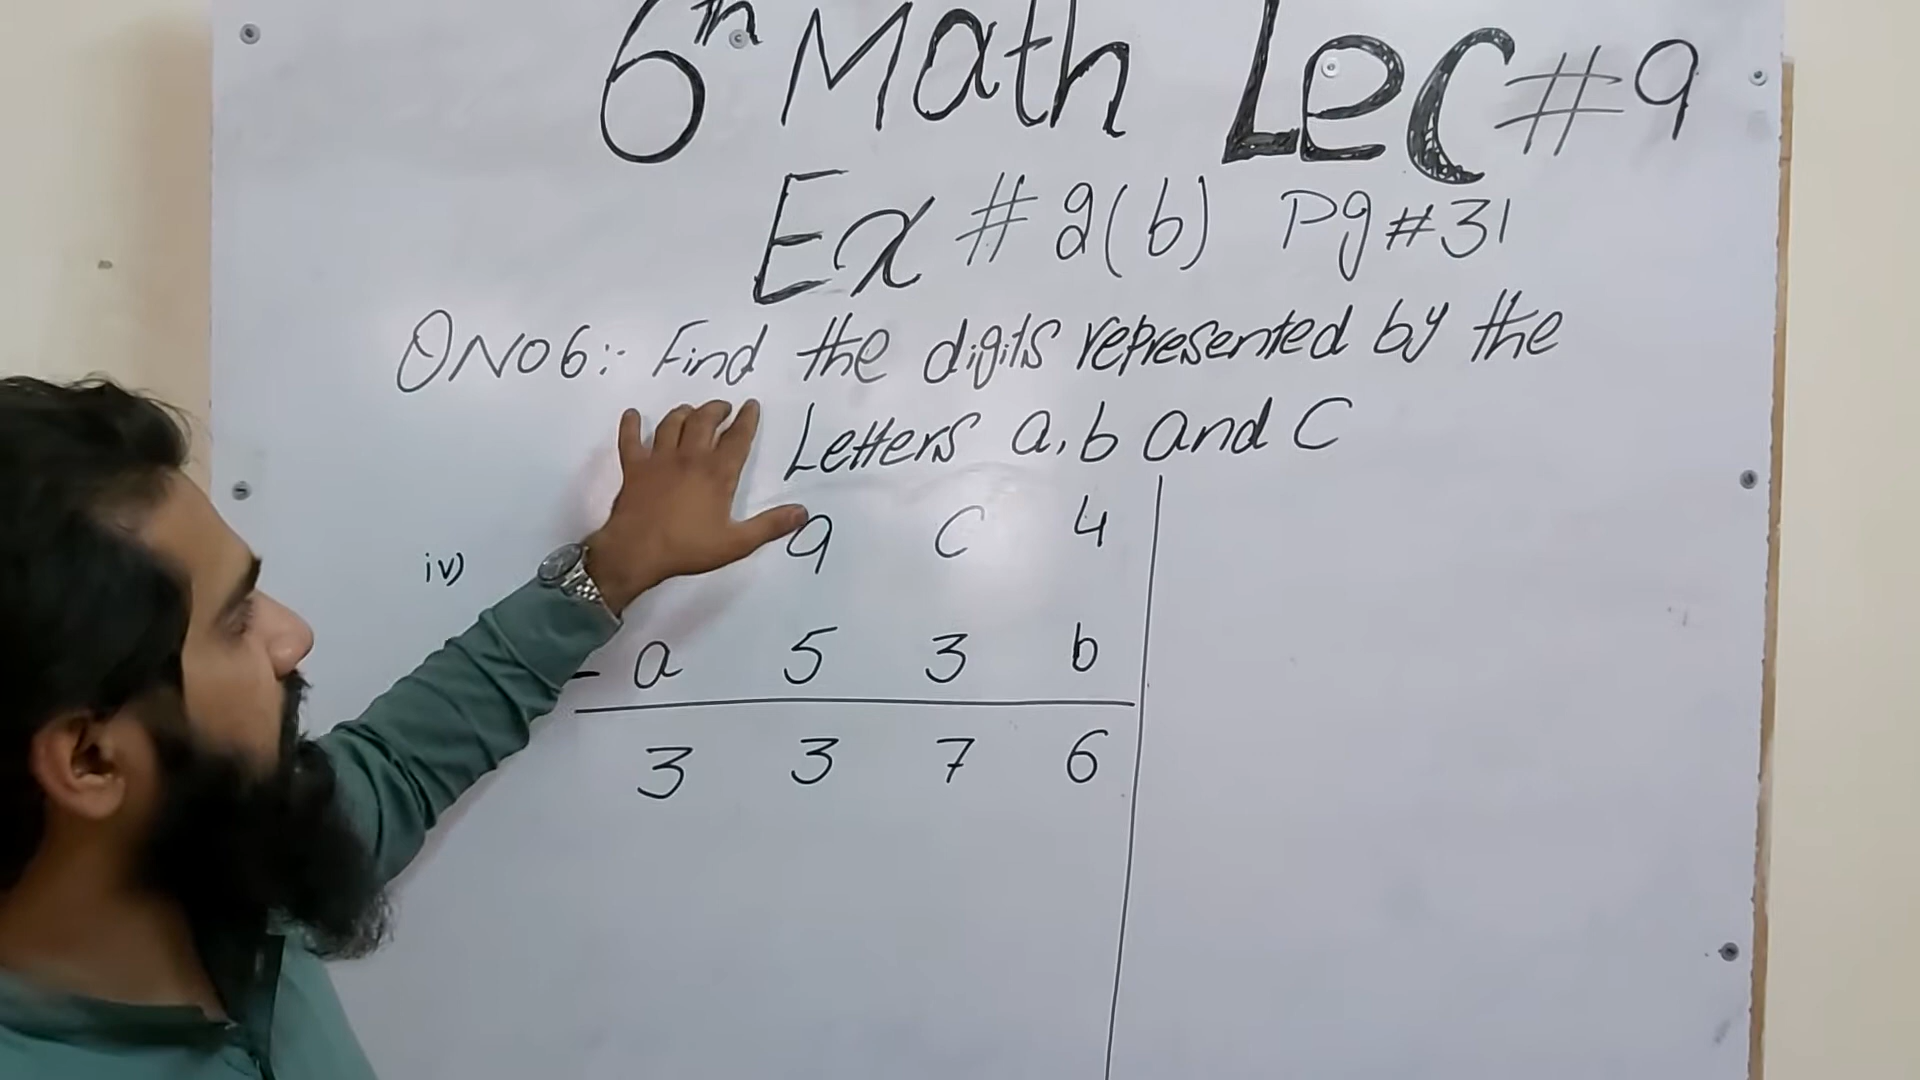 6th Math Lec #9
Ex # 2(b) Pg #31
QNO6:- Find the digits represented by the
Letters a, b and C
iv) 9 C 4
- a 5 3 b
3 3 7 6